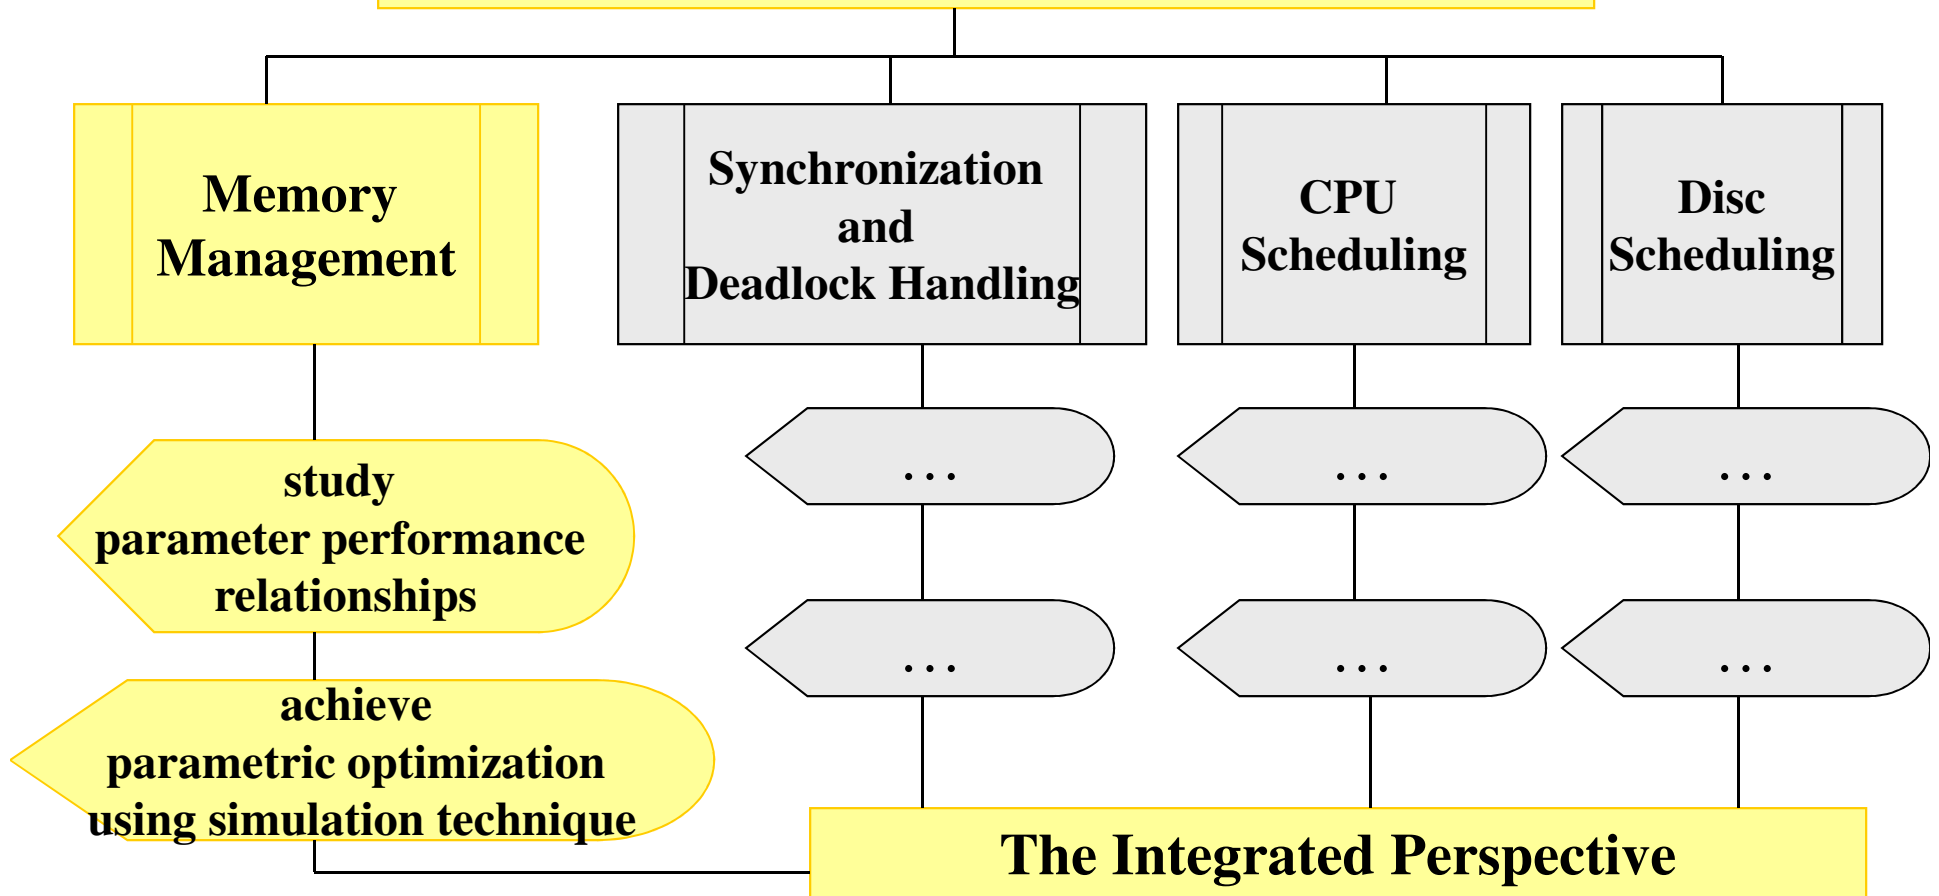 Memory
Management
Synchronization
and
Deadlock Handling
CPU
Scheduling
Disc
Scheduling
study
parameter performance
relationships
. . .
. . .
. . .
achieve
parametric optimization
using simulation technique
. . .
. . .
. . .
The Integrated Perspective